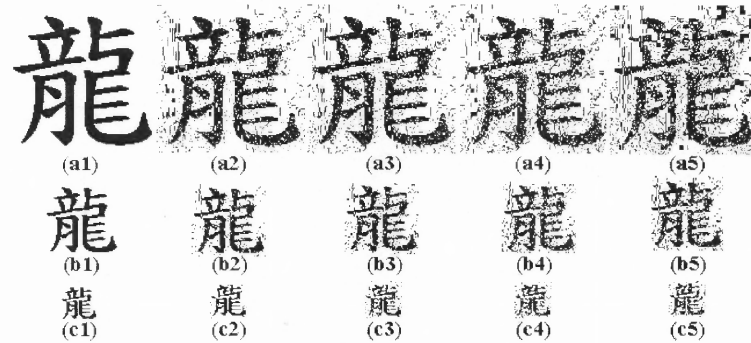 龍 龍 龍 龍 龍
(a1) (a2) (a3) (a4) (a5)
龍 龍 龍 龍 龍
(b1) (b2) (b3) (b4) (b5)
龍 龍 龍 龍 龍
(c1) (c2) (c3) (c4) (c5)